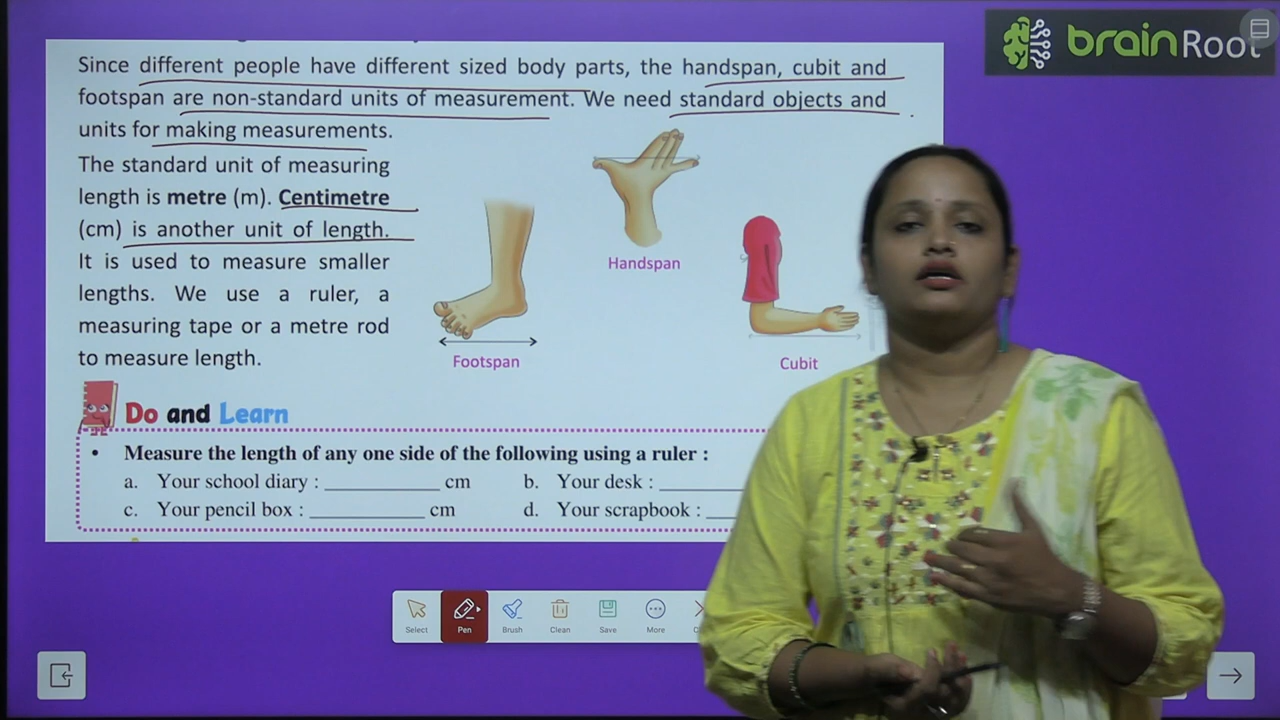 brainRoot
Since different people have different sized body parts, the handspan, cubit and
footspan are non-standard units of measurement. We need standard objects and
units for making measurements.
The standard unit of measuring
length is metre (m). Centimetre
(cm) is another unit of length.
It is used to measure smaller
lengths. We use a ruler, a
measuring tape or a metre rod
to measure length.
Handspan
Footspan
Cubit
Do and Learn
• Measure the length of any one side of the following using a ruler :
a. Your school diary : ____________ cm b. Your desk : _________
c. Your pencil box : ____________ cm d. Your scrapbook : ____
Select Pen Brush Clean Save More